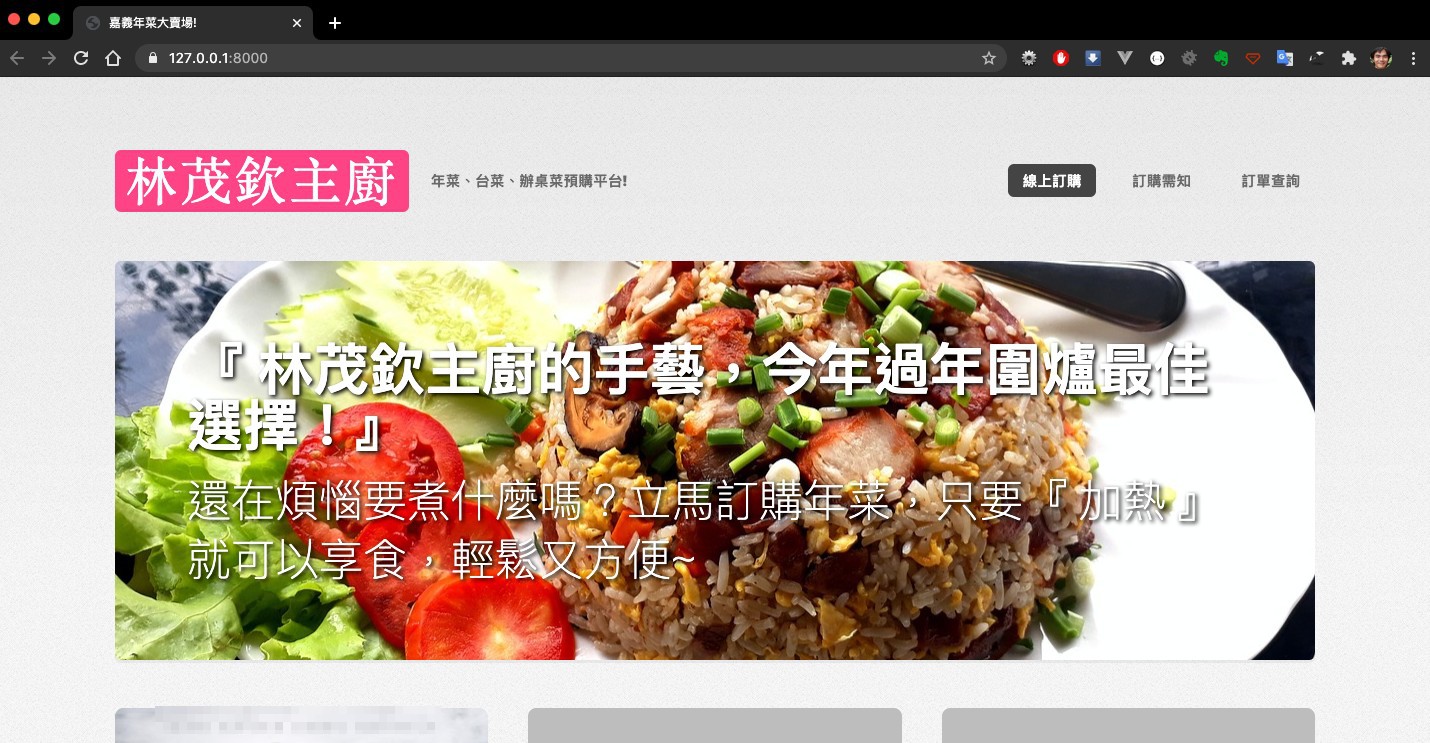 嘉義年菜大賣場!
127.0.0.1:8000
林茂欽主廚
年菜、台菜、辦桌菜預購平台!
線上訂購
訂購需知
訂單查詢
『 林茂欽主廚的手藝，今年過年圍爐最佳
選擇！』
還在煩惱要煮什麼嗎？立馬訂購年菜，只要『 加熱 』
就可以享食，輕鬆又方便~